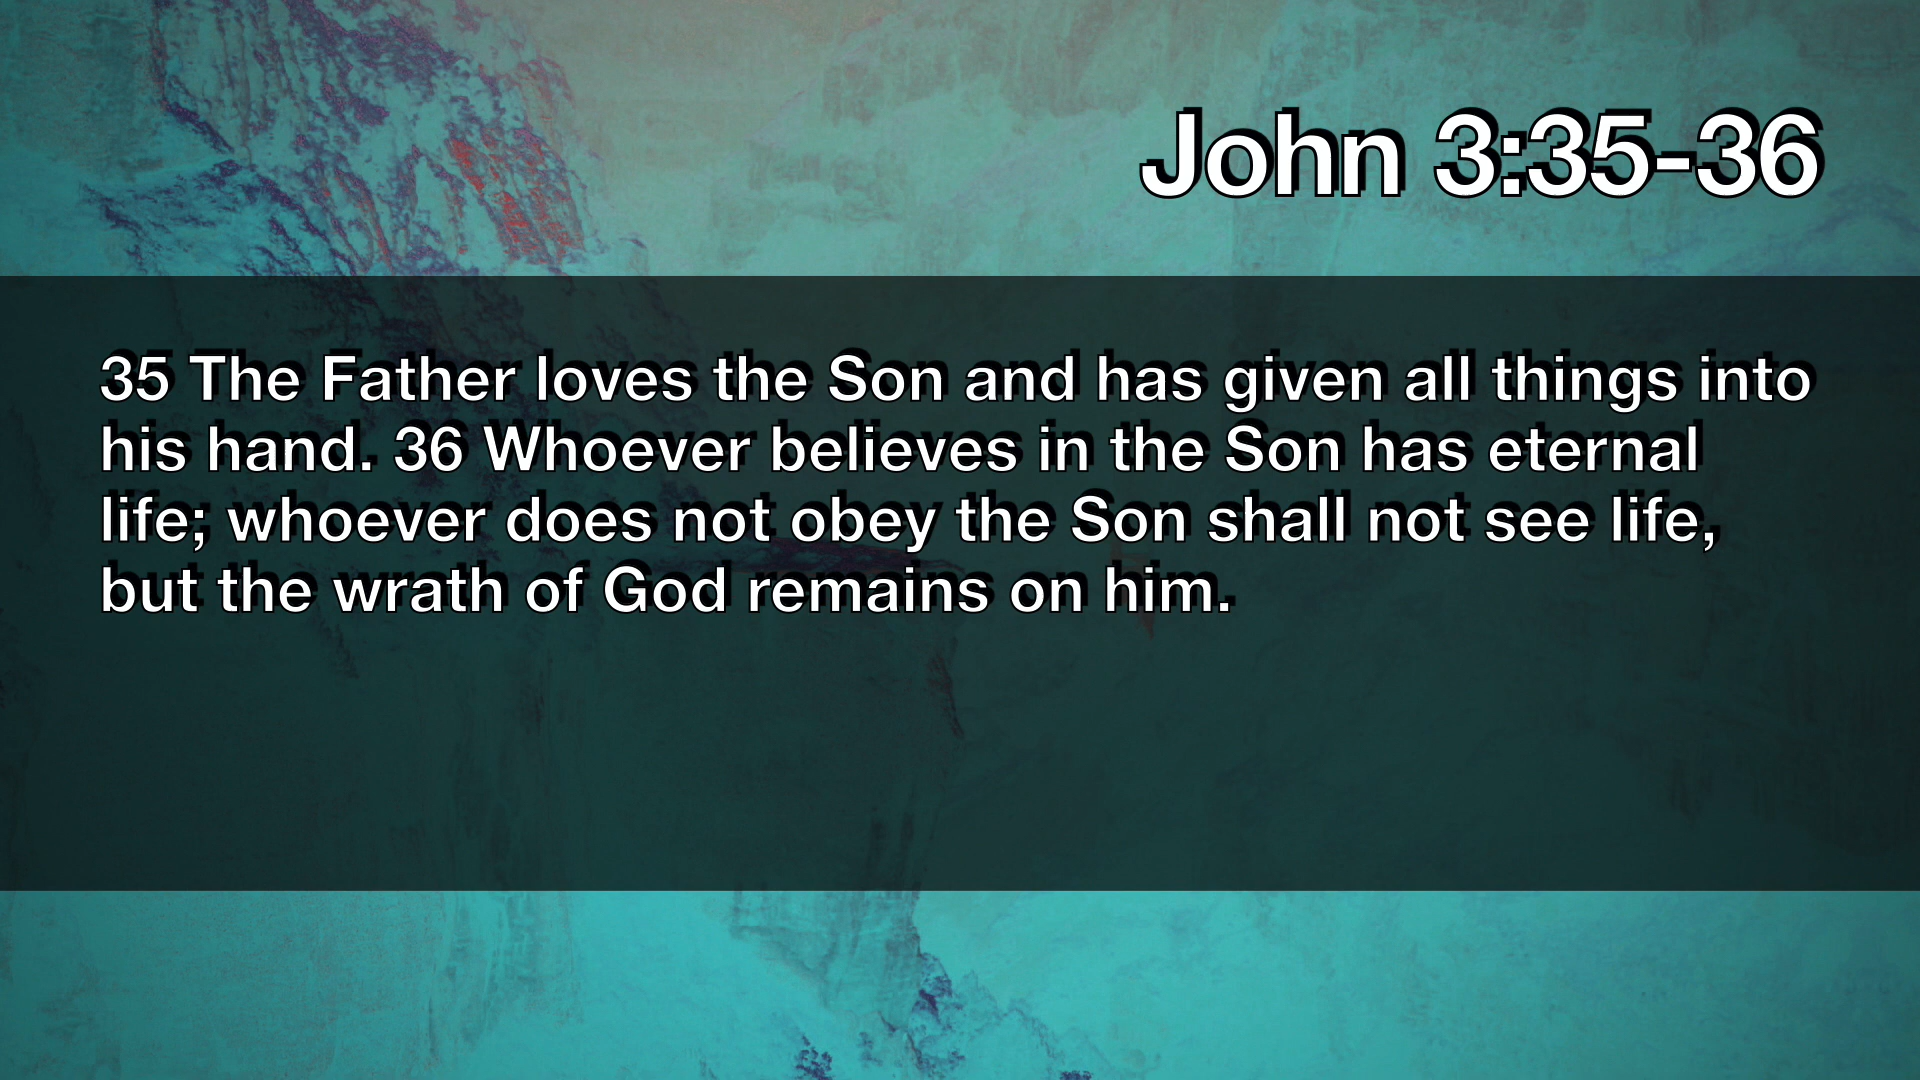 John 3:35-36
35 The Father loves the Son and has given all things into
his hand. 36 Whoever believes in the Son has eternal
life; whoever does not obey the Son shall not see life,
but the wrath of God remains on him.